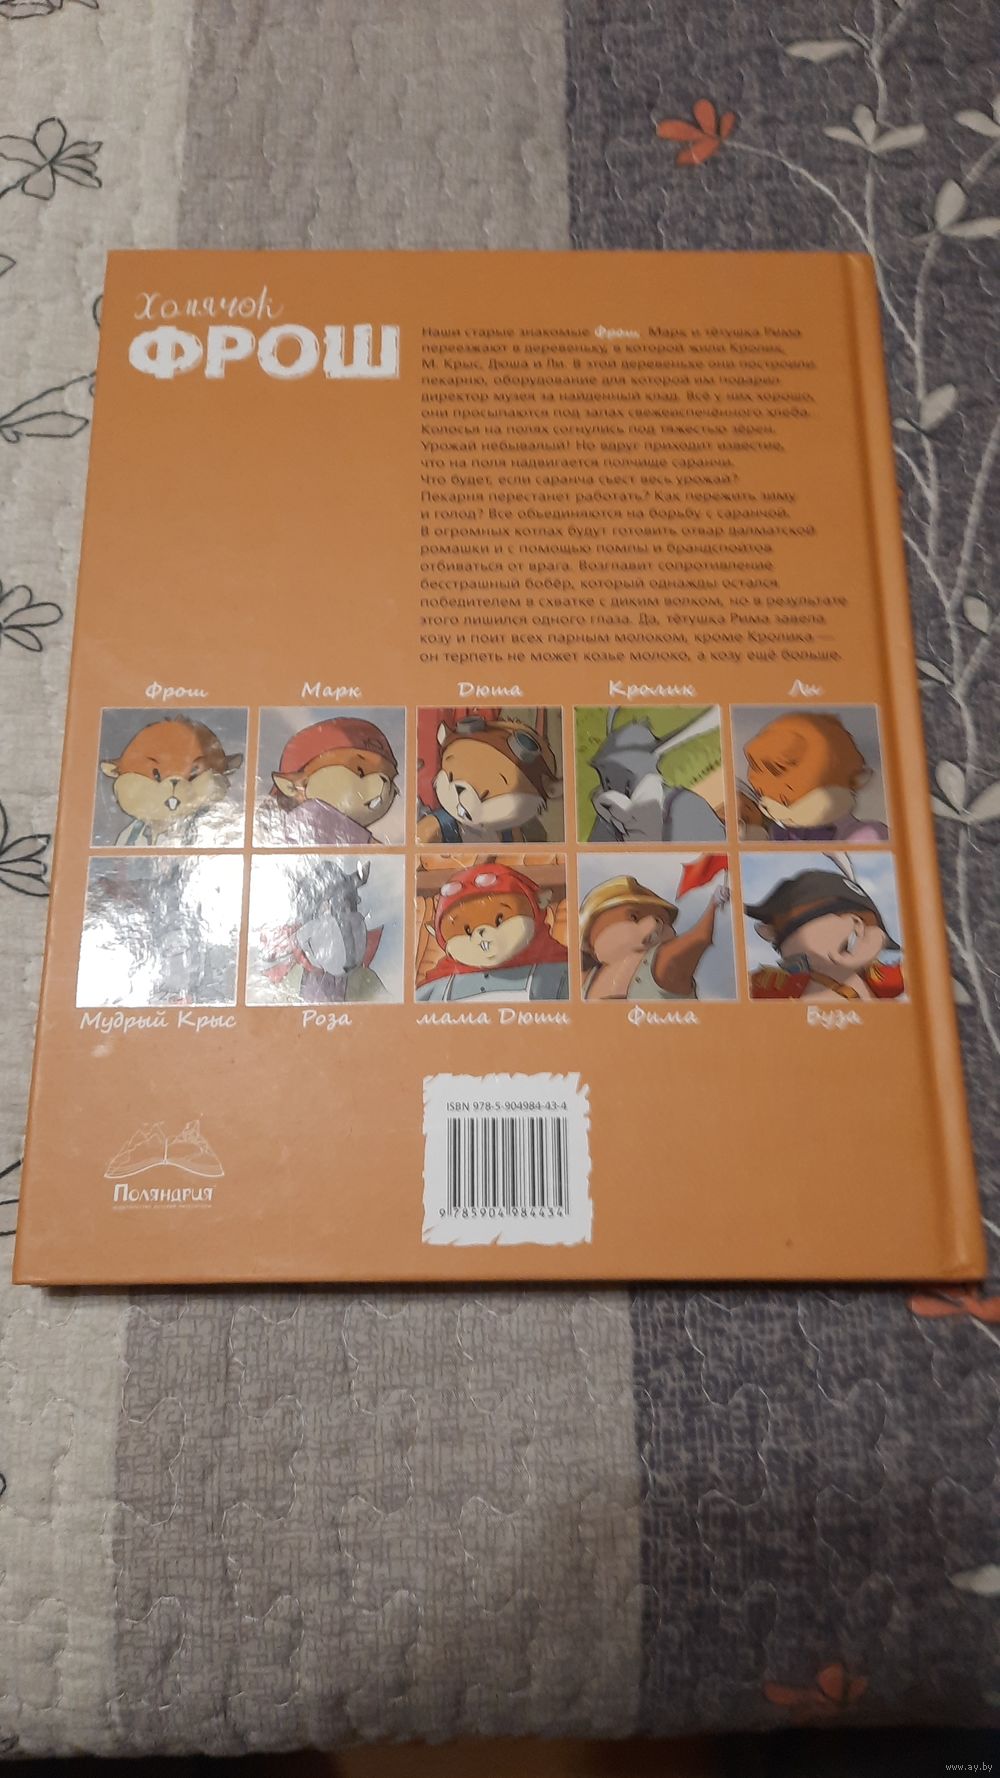 Хомячок
ФРОШ
Наши старые знакомые Фрош, Марк и тётушка Рима
переезжают в деревеньку, в которой жили Кролик,
М. Крыс, Дюша и Ли. В этой деревеньке они построили
пекарню, оборудование для которой им подарил
директор музея за найденный клад. Всё у них хорошо,
они просыпаются под запах свежеиспечённого хлеба.
Колосья на полях согнулись под тяжестью зёрен.
Урожай небывалый! Но вдруг приходит известие,
что на поля надвигается полчище саранчи.
Что будет, если саранча съест весь урожай?
Пекарня перестанет работать? Как пережить зиму
и голод? Все объединяются на борьбу с саранчой.
В огромных котлах будут готовить отвар далматской
ромашки и с помощью помпы и брандспойтов
отбиваться от врага. Возглавит сопротивление
бесстрашный бобёр, который однажды остался
победителем в схватке с диким волком, но в результате
этого лишился одного глаза. Да, тётушка Рима завела
козу и поит всех парным молоком, кроме Кролика —
он терпеть не может козье молоко, а козу ещё больше.
Фрош Марк Дюша Кролик Ли
Мудрый Крыс Роза мама Дюши Фима Буза
ISBN 978-5-904984-43-4
9 785904 984434
Поляндрия
www.ay.by